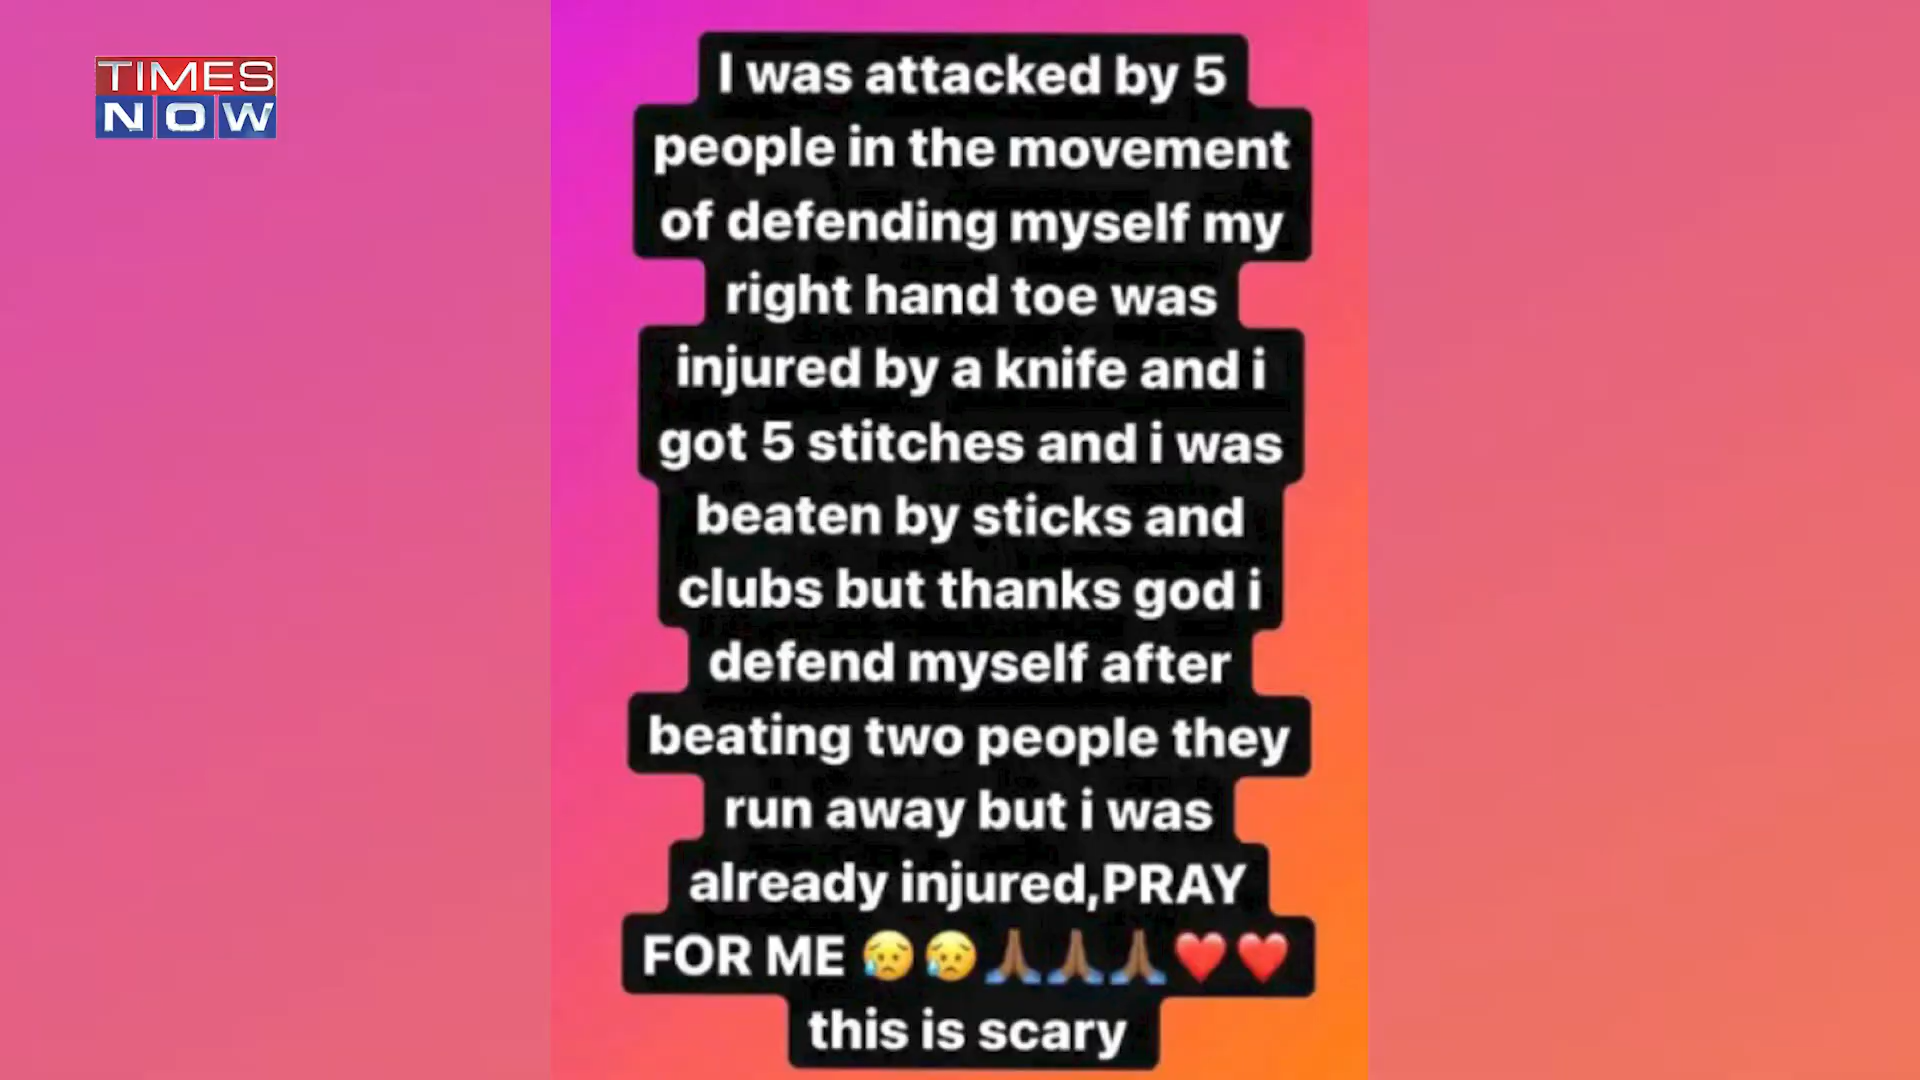 TIMES
NOW
I was attacked by 5
people in the movement
of defending myself my
right hand toe was
injured by a knife and i
got 5 stitches and i was
beaten by sticks and
clubs but thanks god i
defend myself after
beating two people they
run away but i was
already injured,PRAY
FOR ME 😥😥🙏🏾🙏🏾🙏🏾❤️❤️
this is scary